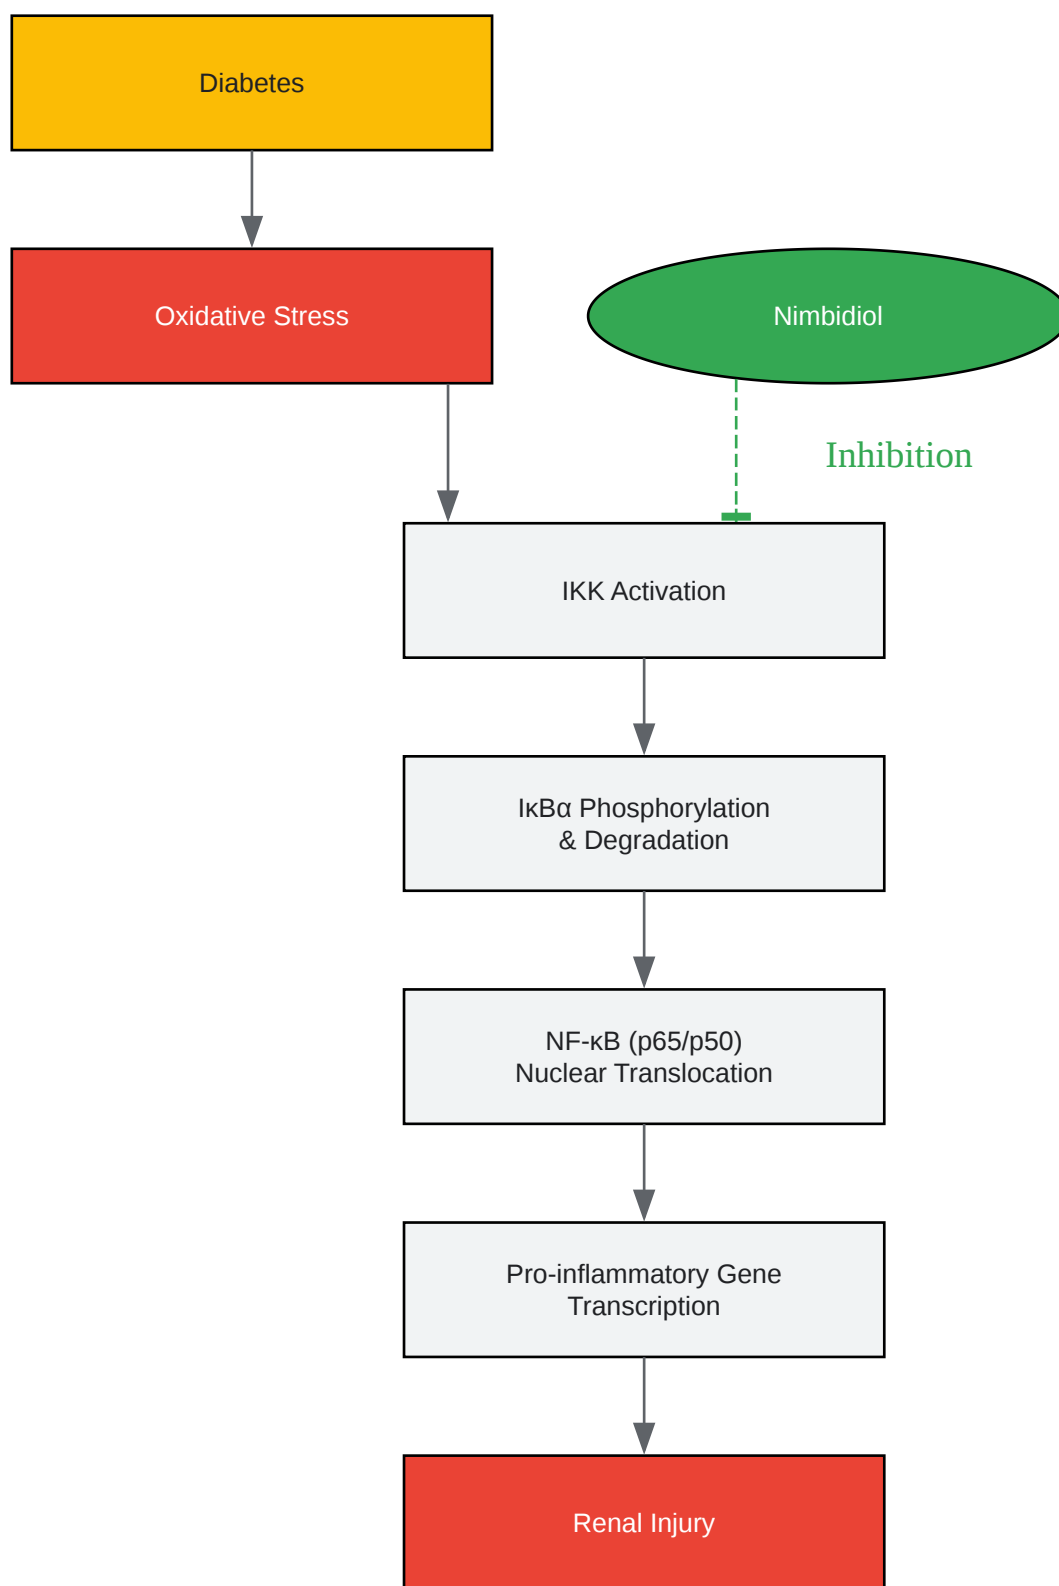 Diabetes
Oxidative Stress
Nimbidiol
Inhibition
IKK Activation
IκBα Phosphorylation
& Degradation
NF-κB (p65/p50)
Nuclear Translocation
Pro-inflammatory Gene
Transcription
Renal Injury